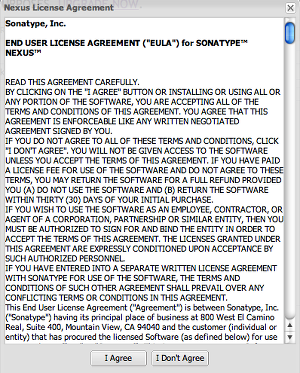 Nexus License Agreement
Sonatype, Inc.
END USER LICENSE AGREEMENT ("EULA") for SONATYPE™
NEXUS™
READ THIS AGREEMENT CAREFULLY.
BY CLICKING ON THE "I AGREE" BUTTON OR INSTALLING OR USING ALL OR
ANY PORTION OF THE SOFTWARE, YOU ARE ACCEPTING ALL OF THE
TERMS AND CONDITIONS OF THIS AGREEMENT. YOU AGREE THAT THIS
AGREEMENT IS ENFORCEABLE LIKE ANY WRITTEN NEGOTIATED
AGREEMENT SIGNED BY YOU.
IF YOU DO NOT AGREE TO ALL OF THESE TERMS AND CONDITIONS, CLICK
"I DON'T AGREE". YOU WILL NOT BE GIVEN ACCESS TO THE SOFTWARE
UNLESS YOU ACCEPT THE TERMS OF THIS AGREEMENT. IF YOU HAVE PAID
A LICENSE FEE FOR USE OF THE SOFTWARE AND DO NOT AGREE TO THESE
TERMS, YOU MAY RETURN THE SOFTWARE FOR A FULL REFUND PROVIDED
YOU (A) DO NOT USE THE SOFTWARE AND (B) RETURN THE SOFTWARE
WITHIN THIRTY (30) DAYS OF YOUR INITIAL PURCHASE.
IF YOU WISH TO USE THE SOFTWARE AS AN EMPLOYEE, CONTRACTOR, OR
AGENT OF A CORPORATION, PARTNERSHIP OR SIMILAR ENTITY, THEN YOU
MUST BE AUTHORIZED TO SIGN FOR AND BIND THE ENTITY IN ORDER TO
ACCEPT THE TERMS OF THIS AGREEMENT. THE LICENSES GRANTED UNDER
THIS AGREEMENT ARE EXPRESSLY CONDITIONED UPON ACCEPTANCE BY
SUCH AUTHORIZED PERSONNEL.
IF YOU HAVE ENTERED INTO A SEPARATE WRITTEN LICENSE AGREEMENT
WITH SONATYPE FOR USE OF THE SOFTWARE, THE TERMS AND
CONDITIONS OF SUCH OTHER AGREEMENT SHALL PREVAIL OVER ANY
CONFLICTING TERMS OR CONDITIONS IN THIS AGREEMENT.
This End User License Agreement ("Agreement") is between Sonatype, Inc.
("Sonatype") having its principal place of business at 800 West El Camino
Real, Suite 400, Mountain View, CA 94040 and the customer (individual or
entity) that has procured the licensed Software (as defined below) for use
I Agree
I Don't Agree